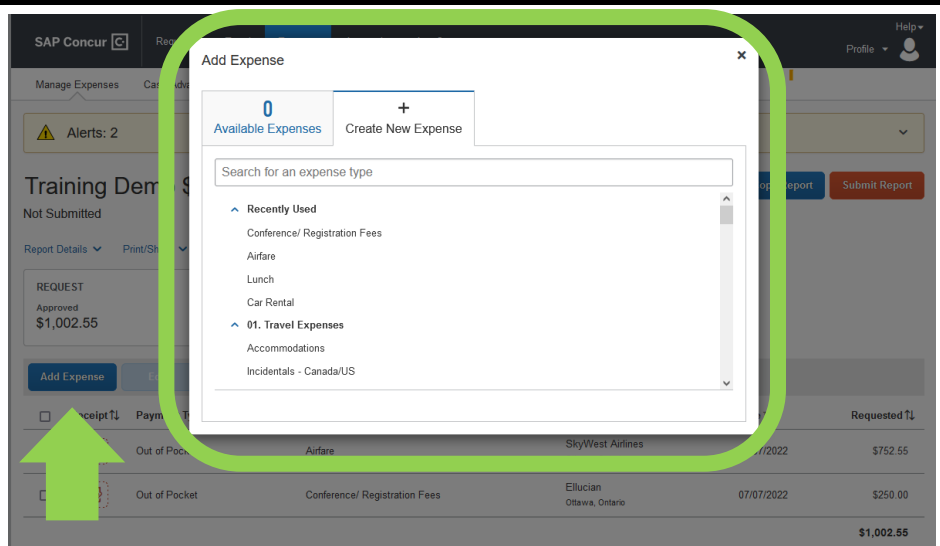 SAP Concur C
Help
Profile
Manage Expenses
Add Expense
×
0
Available Expenses
+
Create New Expense
Alerts: 2
Search for an expense type
Training Demo
Submit Report
Not Submitted
Recently Used
Conference/ Registration Fees
Airfare
Lunch
Car Rental
01. Travel Expenses
Accommodations
Incidentals - Canada/US
Report Details
REQUEST
Approved
$1,002.55
Add Expense
Requested
Out of Airfare SkyWest Airlines $752.55
Out of Pocket Conference/ Registration Fees Ellucian 07/07/2022 $250.00
Ottawa, Ontario
$1,002.55